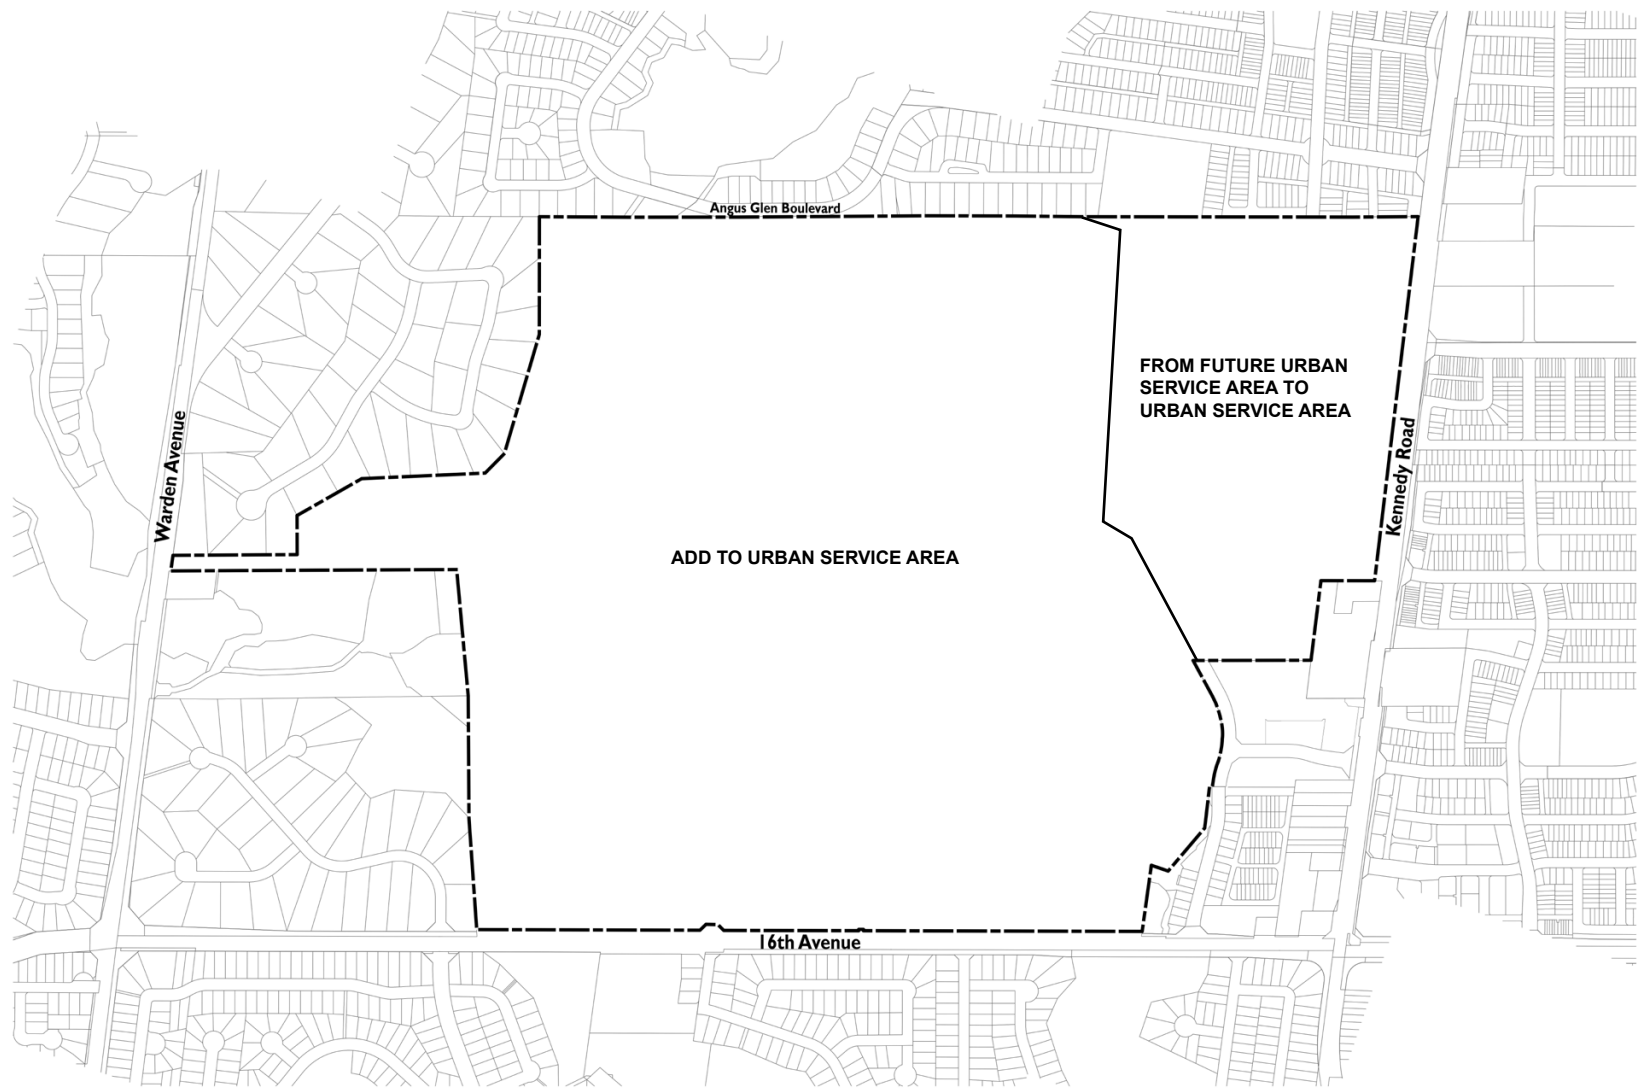 Angus Glen Boulevard
FROM FUTURE URBAN
SERVICE AREA TO
URBAN SERVICE AREA
Warden Avenue
Kennedy Road
ADD TO URBAN SERVICE AREA
16th Avenue